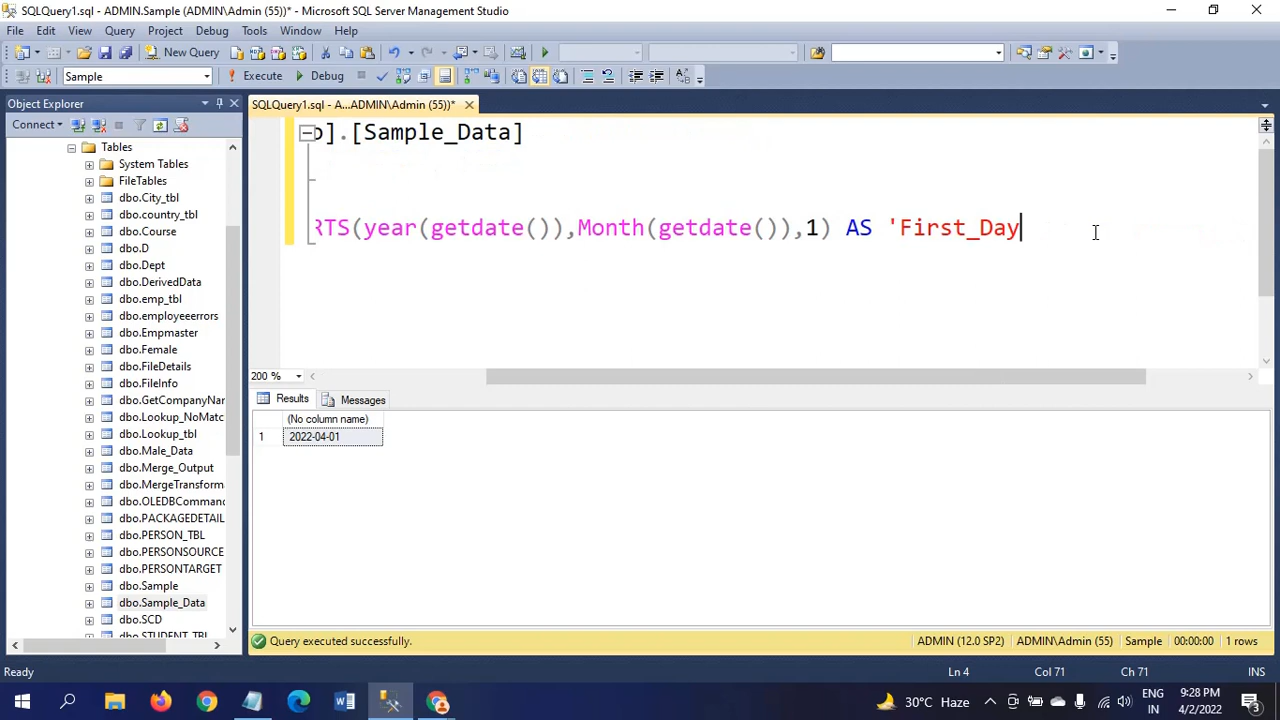 SQLQuery1.sql - ADMIN.Sample (ADMIN\Admin (55))* - Microsoft SQL Server Management Studio
File Edit View Query Project Debug Tools Window Help
New Query
Sample Execute Debug
Object Explorer
SQLQuery1.sql - A...ADMIN\Admin (55))*
Connect
Tables
System Tables
FileTables
dbo.City_tbl
dbo.country_tbl
dbo.Course
dbo.D
dbo.Dept
dbo.DerivedData
dbo.emp_tbl
dbo.employeeerrors
dbo.Empmaster
dbo.Female
dbo.FileDetails
dbo.FileInfo
dbo.GetCompanyNar
dbo.Lookup_NoMatc
dbo.Lookup_tbl
dbo.Male_Data
dbo.Merge_Output
dbo.MergeTransform
dbo.OLEDBCommand
dbo.PACKAGEDETAIL
dbo.PERSON_TBL
dbo.PERSONSOURCE
dbo.PERSONTARGET
dbo.Sample
dbo.Sample_Data
dbo.SCD
dbo.STUDENT_TBL
o].[Sample_Data]
RTS(year(getdate()),Month(getdate()),1) AS 'First_Day
200 %
Results Messages
(No column name)
1 2022-04-01
Query executed successfully. ADMIN (12.0 SP2) ADMIN\Admin (55) Sample 00:00:00 1 rows
Ready Ln 4 Col 71 Ch 71 INS
30°C Haze ENG IN 9:28 PM 4/2/2022 3